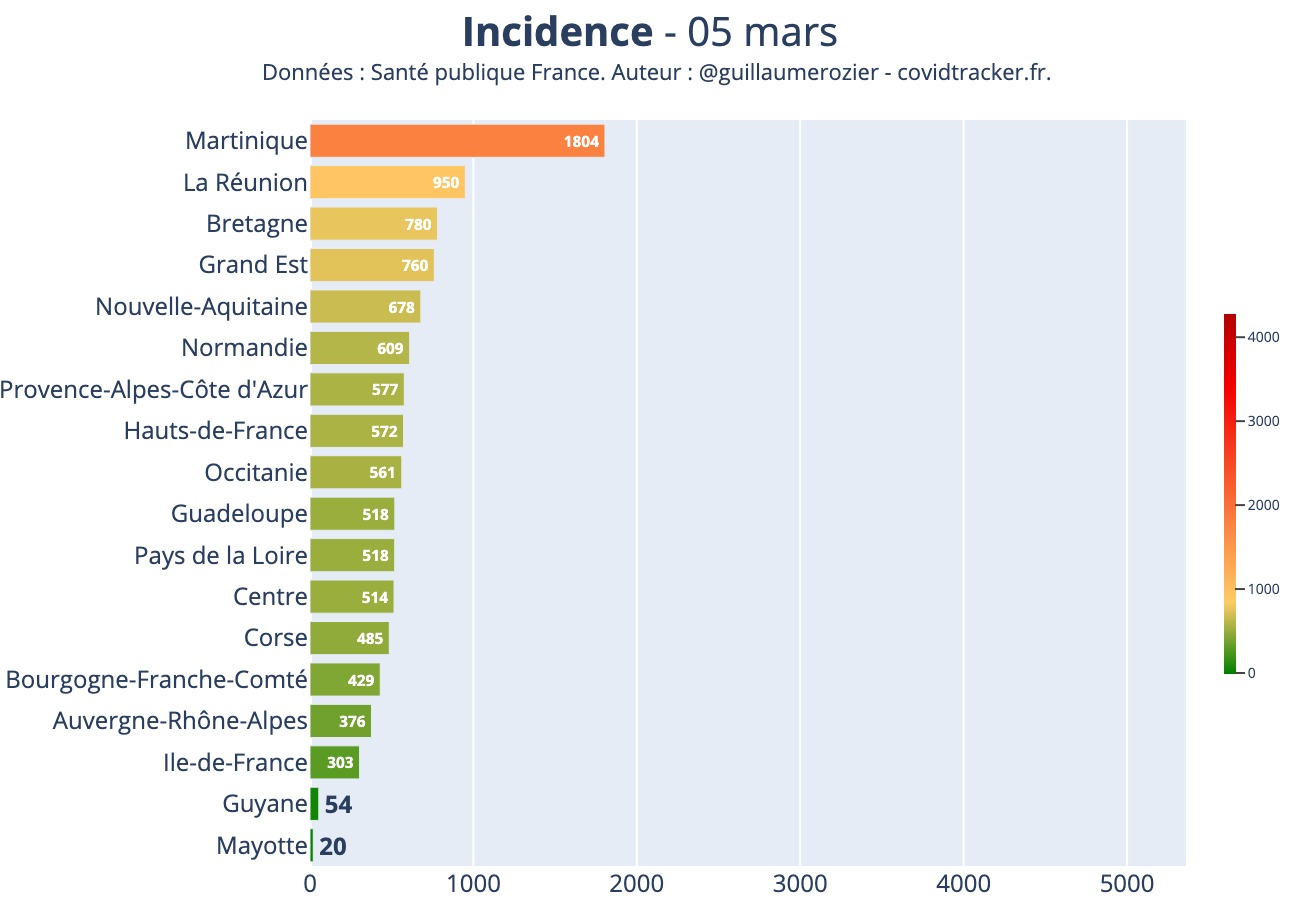 Incidence - 05 mars
Données : Santé publique France. Auteur : @guillaumerozier - covidtracker.fr.
Martinique 1804
La Réunion 950
Bretagne 780
Grand Est 760
Nouvelle-Aquitaine 678
Normandie 609
Provence-Alpes-Côte d'Azur 577
Hauts-de-France 572
Occitanie 561
Guadeloupe 518
Pays de la Loire 518
Centre 514
Corse 485
Bourgogne-Franche-Comté 429
Auvergne-Rhône-Alpes 376
Ile-de-France 303
Guyane 54
Mayotte 20
0 1000 2000 3000 4000 5000
4000
3000
2000
1000
0